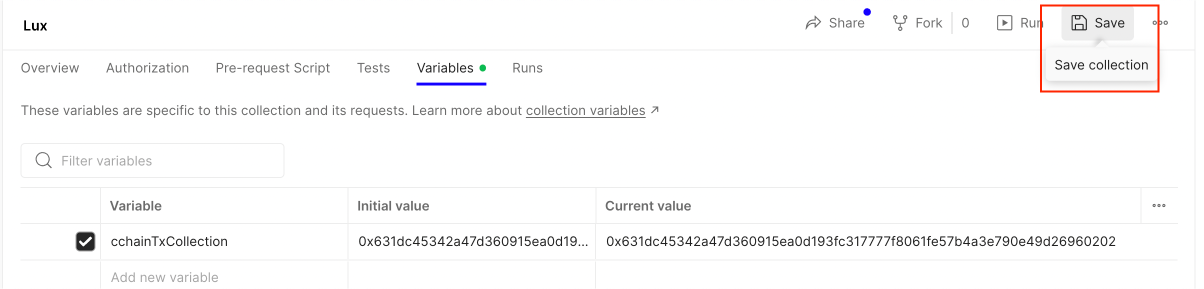 Lux
Share Fork 0 Run Save
Save collection
Overview Authorization Pre-request Script Tests Variables Runs
These variables are specific to this collection and its requests. Learn more about collection variables ↗
Filter variables
Variable Initial value Current value
cchainTxCollection 0x631dc45342a47d360915ea0d19... 0x631dc45342a47d360915ea0d193fc317777f8061fe57b4a3e790e49d26960202
Add new variable